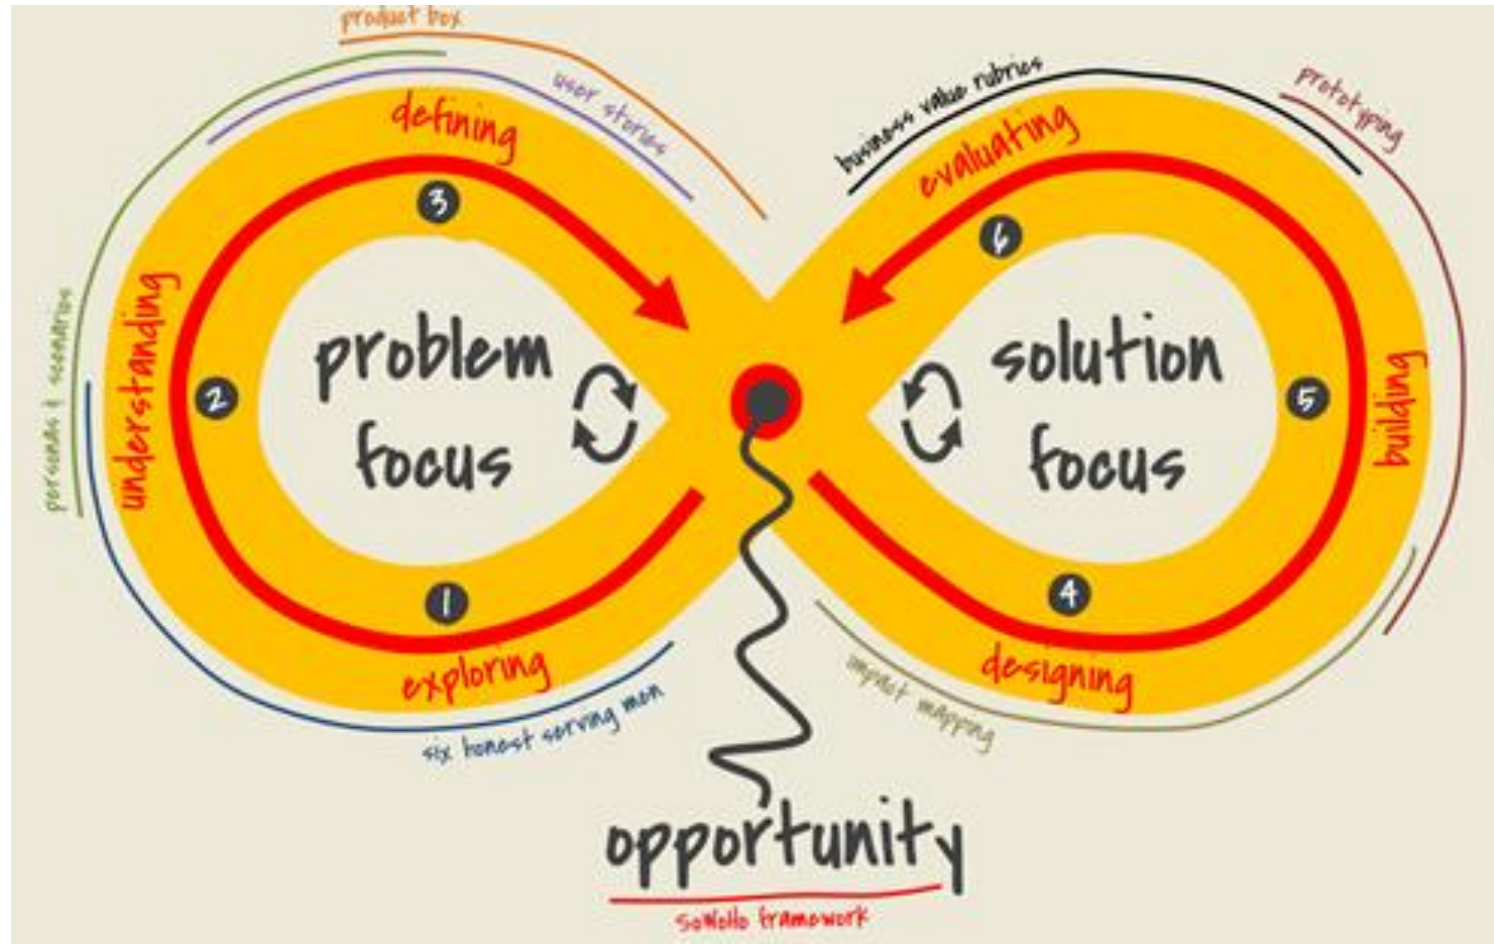 product box
user stories
defining
3
personas & scenarios
understanding
2
problem
focus
1
exploring
six honest serving men
business value rubrics
prototyping
evaluating
6
solution
focus
5
building
4
designing
impact mapping
opportunity
SoWeHo framework